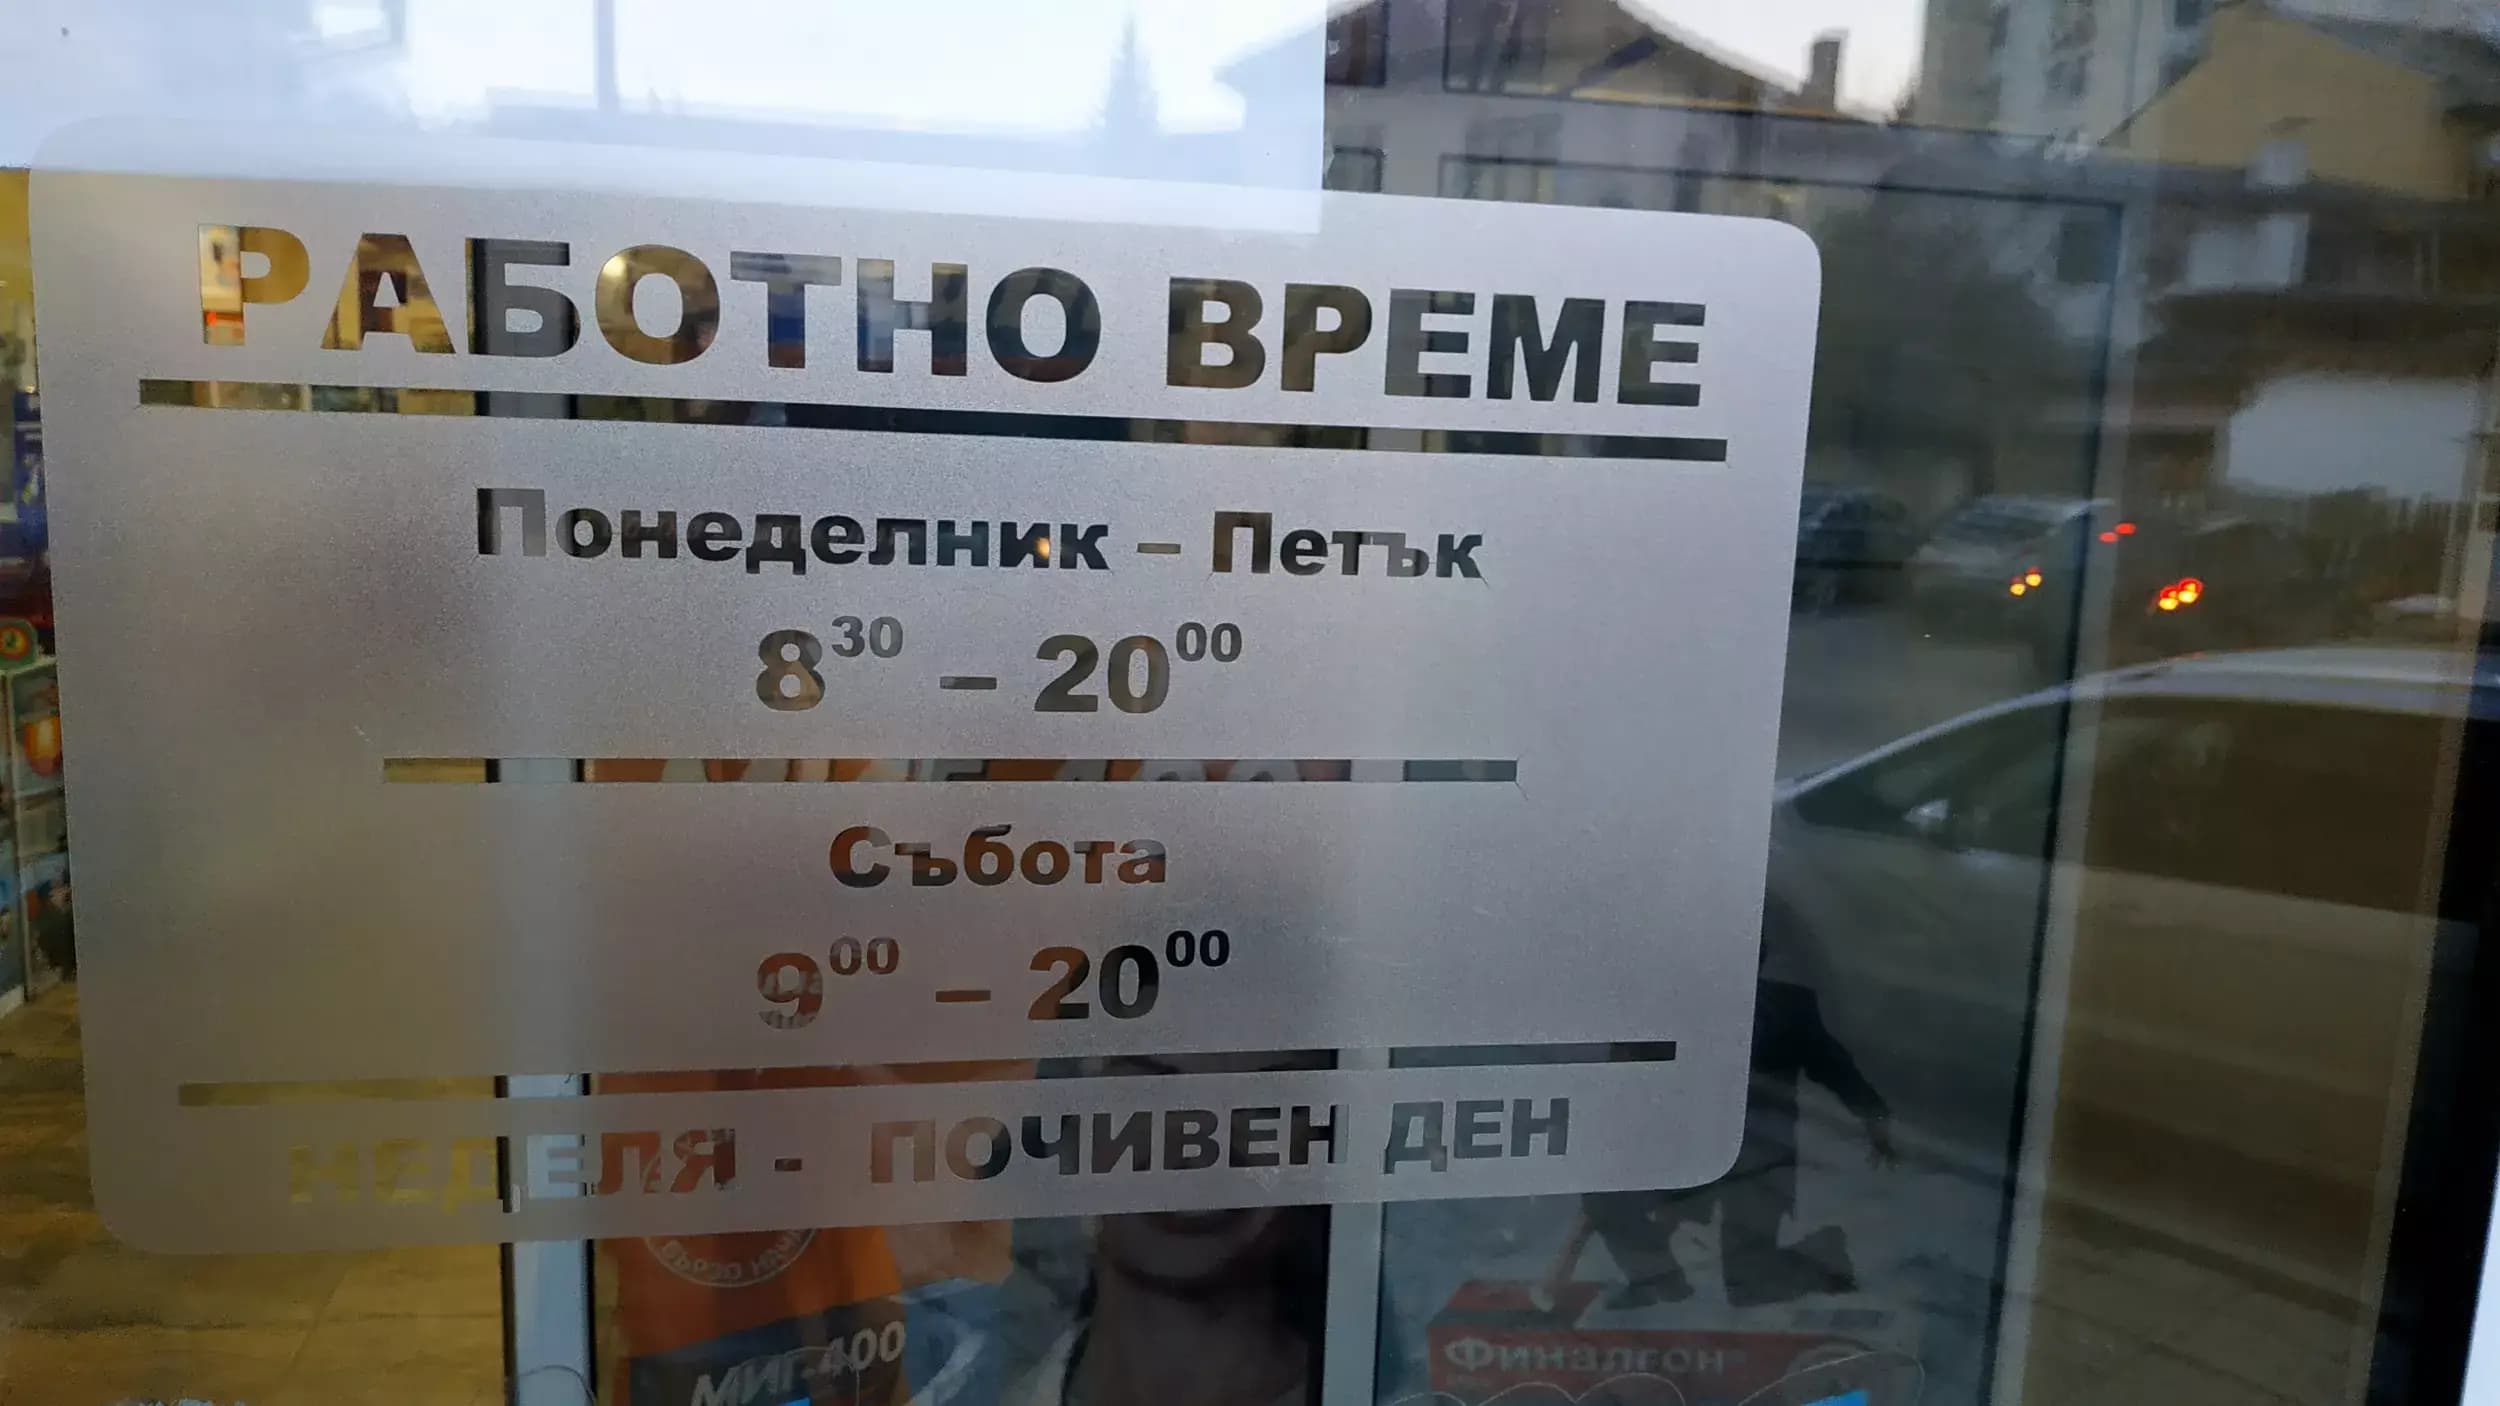 РАБОТНО ВРЕМЕ
Понеделник – Петък
8³⁰ – 20⁰⁰
Събота
9⁰⁰ – 20⁰⁰
НЕДЕЛЯ - ПОЧИВЕН ДЕН
МИГ-400
Финалгон®